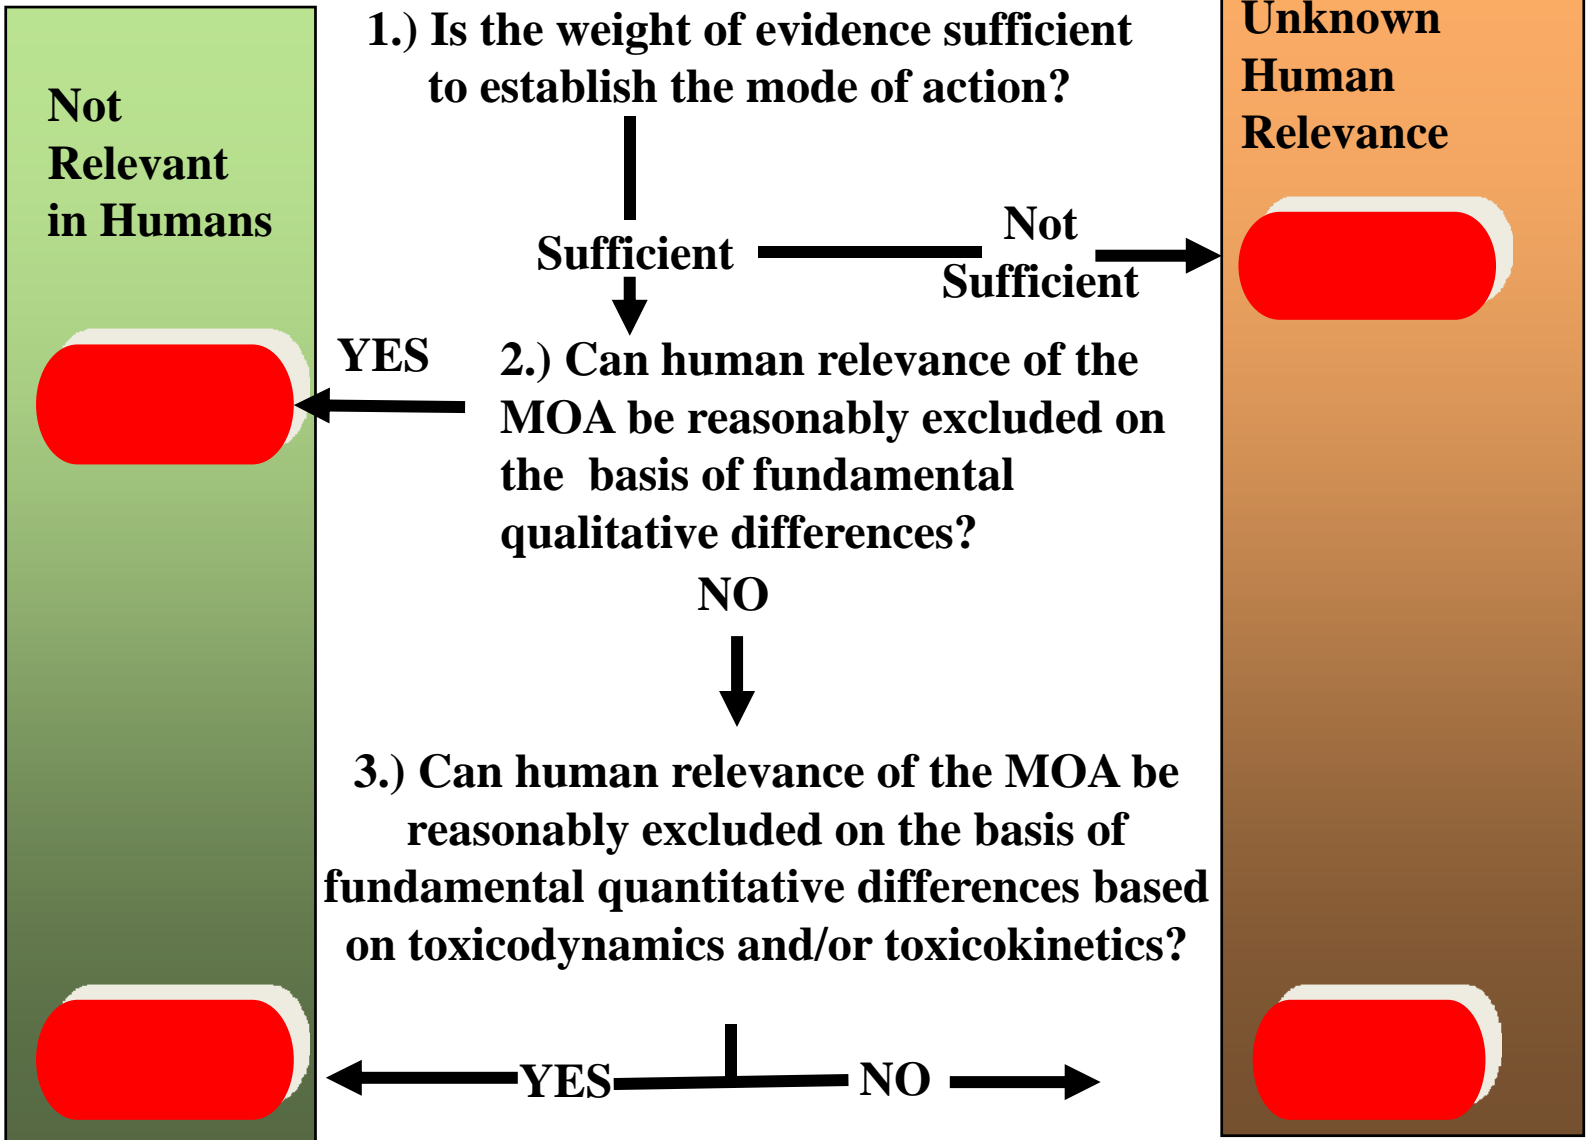 1.) Is the weight of evidence sufficient
to establish the mode of action?
Not
Relevant
in Humans
Unknown
Human
Relevance
Sufficient
Not
Sufficient
YES
2.) Can human relevance of the
MOA be reasonably excluded on
the basis of fundamental
qualitative differences?
NO
3.) Can human relevance of the MOA be
reasonably excluded on the basis of
fundamental quantitative differences based
on toxicodynamics and/or toxicokinetics?
YES
NO